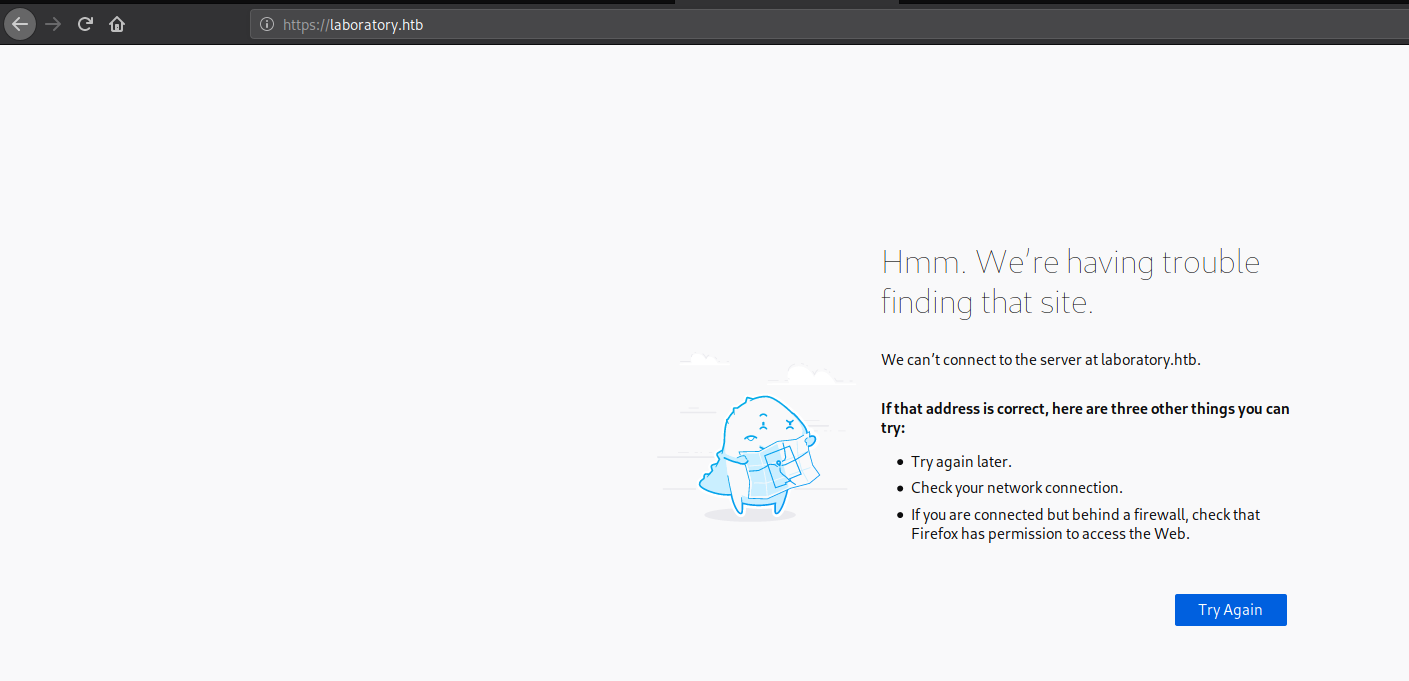 https://laboratory.htb
Hmm. We're having trouble
finding that site.
We can't connect to the server at laboratory.htb.
If that address is correct, here are three other things you can
try:
• Try again later.
• Check your network connection.
• If you are connected but behind a firewall, check that
Firefox has permission to access the Web.
Try Again